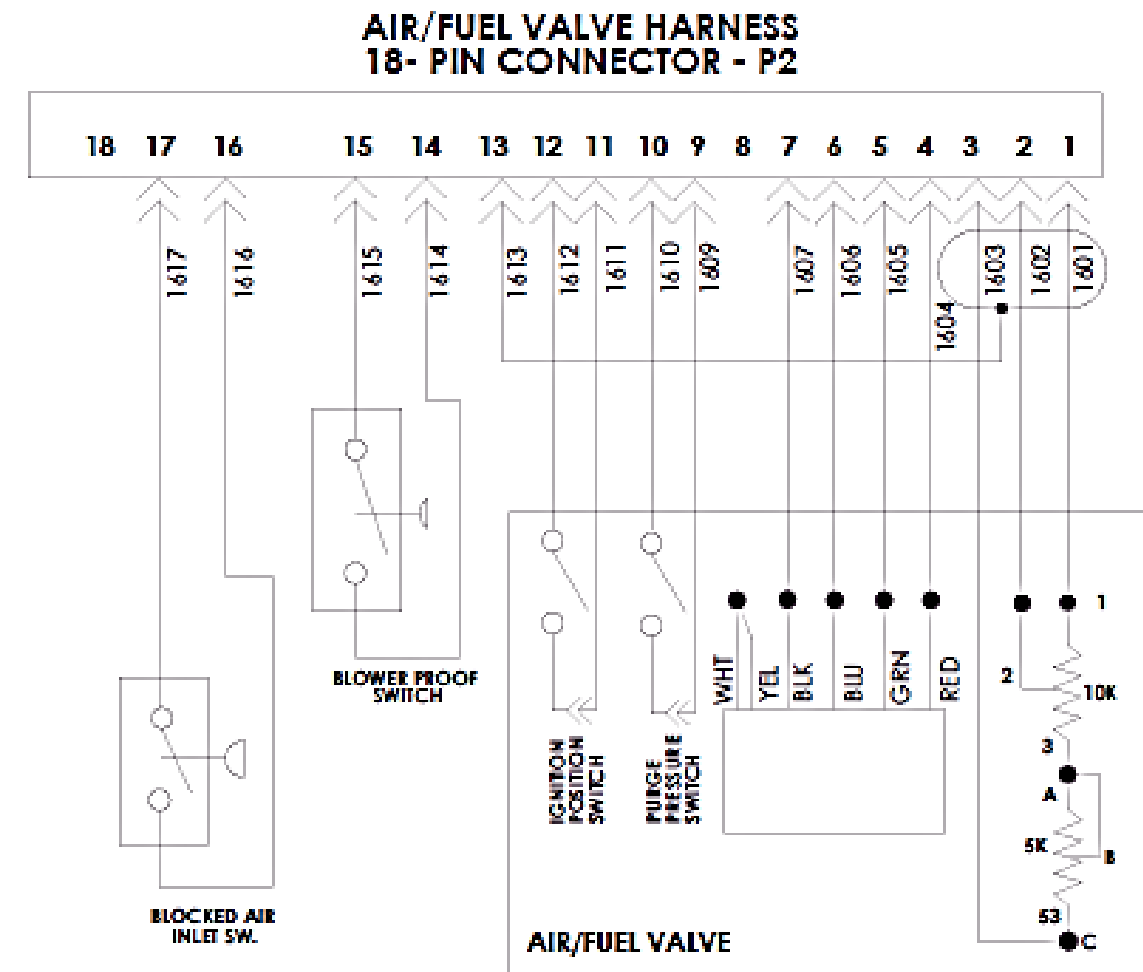 AIR/FUEL VALVE HARNESS
18- PIN CONNECTOR - P2
18 17 16 15 14 13 12 11 10 9 8 7 6 5 4 3 2 1
1617 1616 1615 1614 1613 1612 1611 1610 1609 1607 1606 1605 1604 1603 1602 1601
BLOWER PROOF
SWITCH
BLOCKED AIR
INLET SW.
IGNITION
POSITION
SWITCH
PURGE
PRESSURE
SWITCH
WHT YEL BLK BLU GRN RED
1
2
10K
3
A
5K
B
53
C
AIR/FUEL VALVE